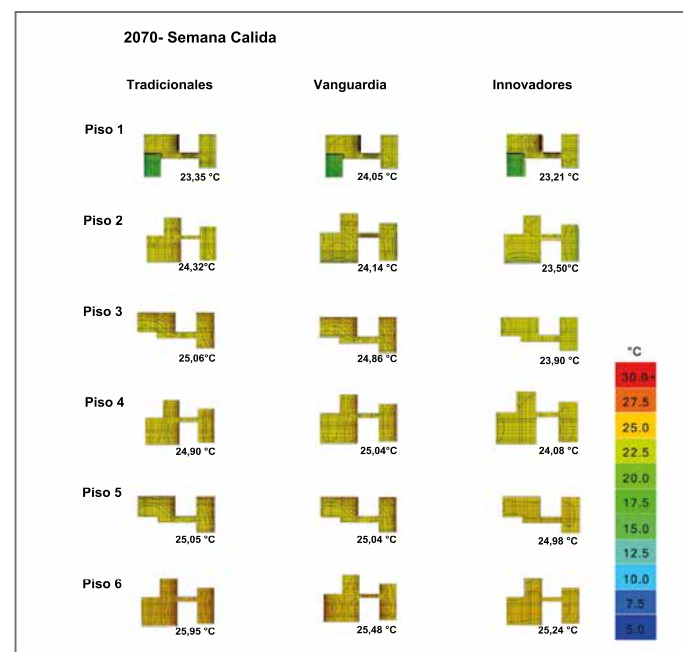 2070- Semana Calida
Tradicionales Vanguardia Innovadores
Piso 1
23,35 °C 24,05 °C 23,21 °C
Piso 2
24,32°C 24,14 °C 23,50°C
Piso 3
25,06°C 24,86 °C 23,90 °C
Piso 4
24,90 °C 25,04°C 24,08 °C
Piso 5
25,05 °C 25,04 °C 24,98 °C
Piso 6
25,95 °C 25,48 °C 25,24 °C
°C
30.0+
27.5
25.0
22.5
20.0
17.5
15.0
12.5
10.0
7.5
5.0